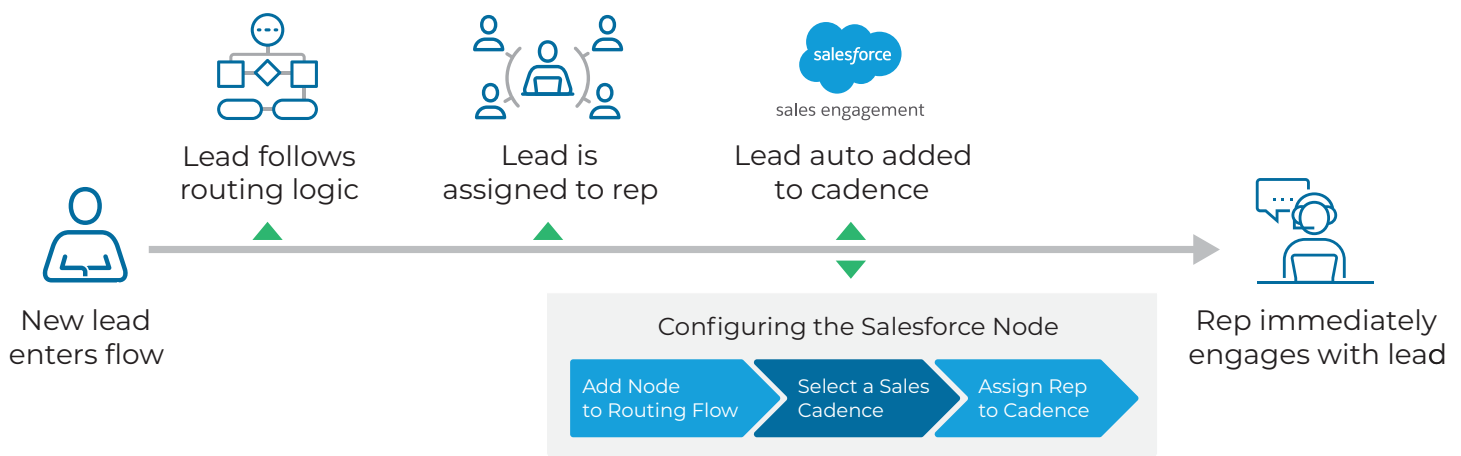 New lead
enters flow
Lead follows
routing logic
Lead is
assigned to rep
salesforce
sales engagement
Lead auto added
to cadence
Configuring the Salesforce Node
Add Node
to Routing Flow
Select a Sales
Cadence
Assign Rep
to Cadence
Rep immediately
engages with lead